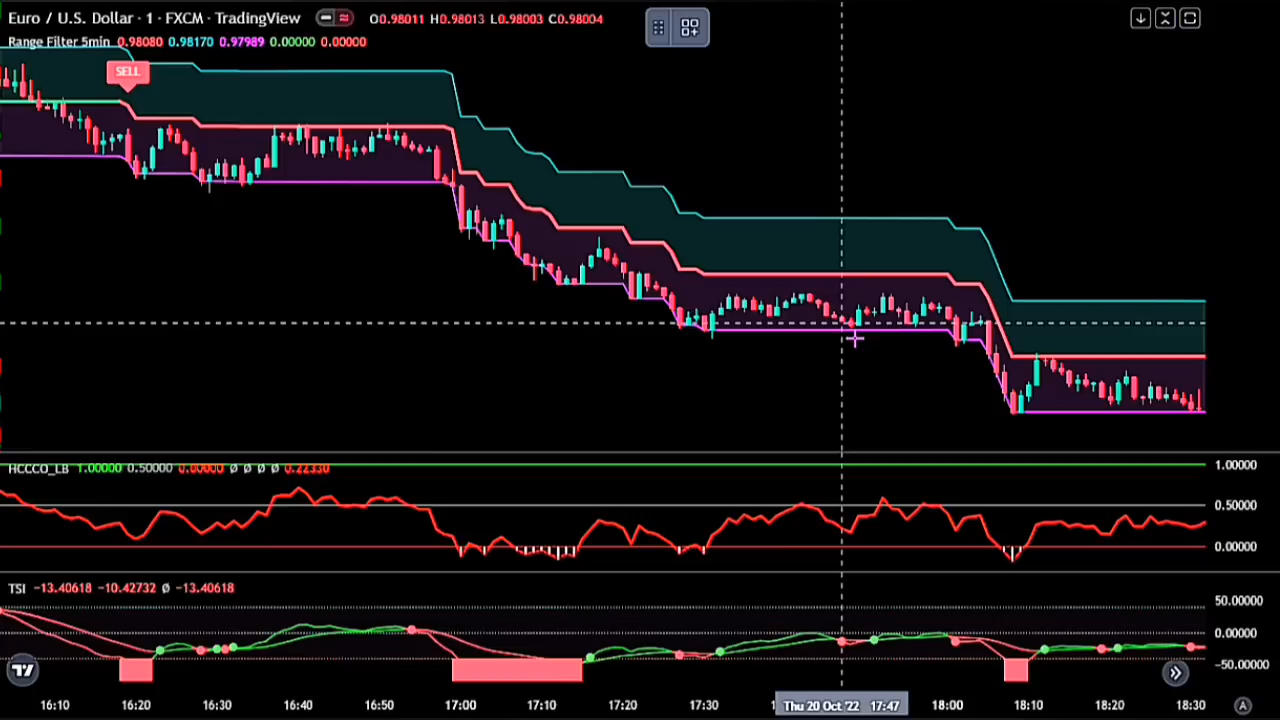 Euro / U.S. Dollar · 1 · FXCM · TradingView O0.98011 H0.98013 L0.98003 C0.98004
Range Filter 5min 0.98080 0.98170 0.97989 0.00000 0.00000
SELL
HCCCO_LB 1.00000 0.50000 0.00000 Ø Ø Ø Ø 0.22330
1.00000
0.50000
0.00000
TSI −13.40618 −10.42732 Ø −13.40618
50.00000
0.00000
−50.00000
16:10 16:20 16:30 16:40 16:50 17:00 17:10 17:20 17:30 Thu 20 Oct '22 17:47 18:00 18:10 18:20 18:30 A